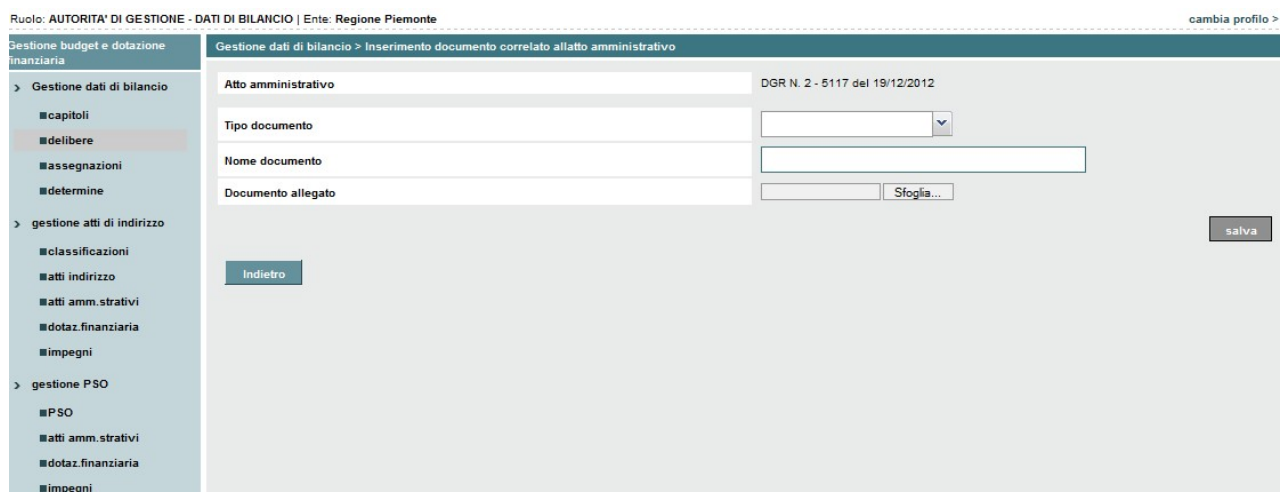 Ruolo: AUTORITA' DI GESTIONE - DATI DI BILANCIO | Ente: Regione Piemonte
cambia profilo >
Gestione budget e dotazione
finanziaria
Gestione dati di bilancio > Inserimento documento correlato allatto amministrativo
> Gestione dati di bilancio
capitoli
delibere
assegnazioni
determine
> gestione atti di indirizzo
classificazioni
atti indirizzo
atti amm.strativi
dotaz.finanziaria
impegni
> gestione PSO
PSO
atti amm.strativi
dotaz.finanziaria
impegni
Atto amministrativo
DGR N. 2 - 5117 del 19/12/2012
Tipo documento
Nome documento
Documento allegato
Sfoglia...
salva
Indietro